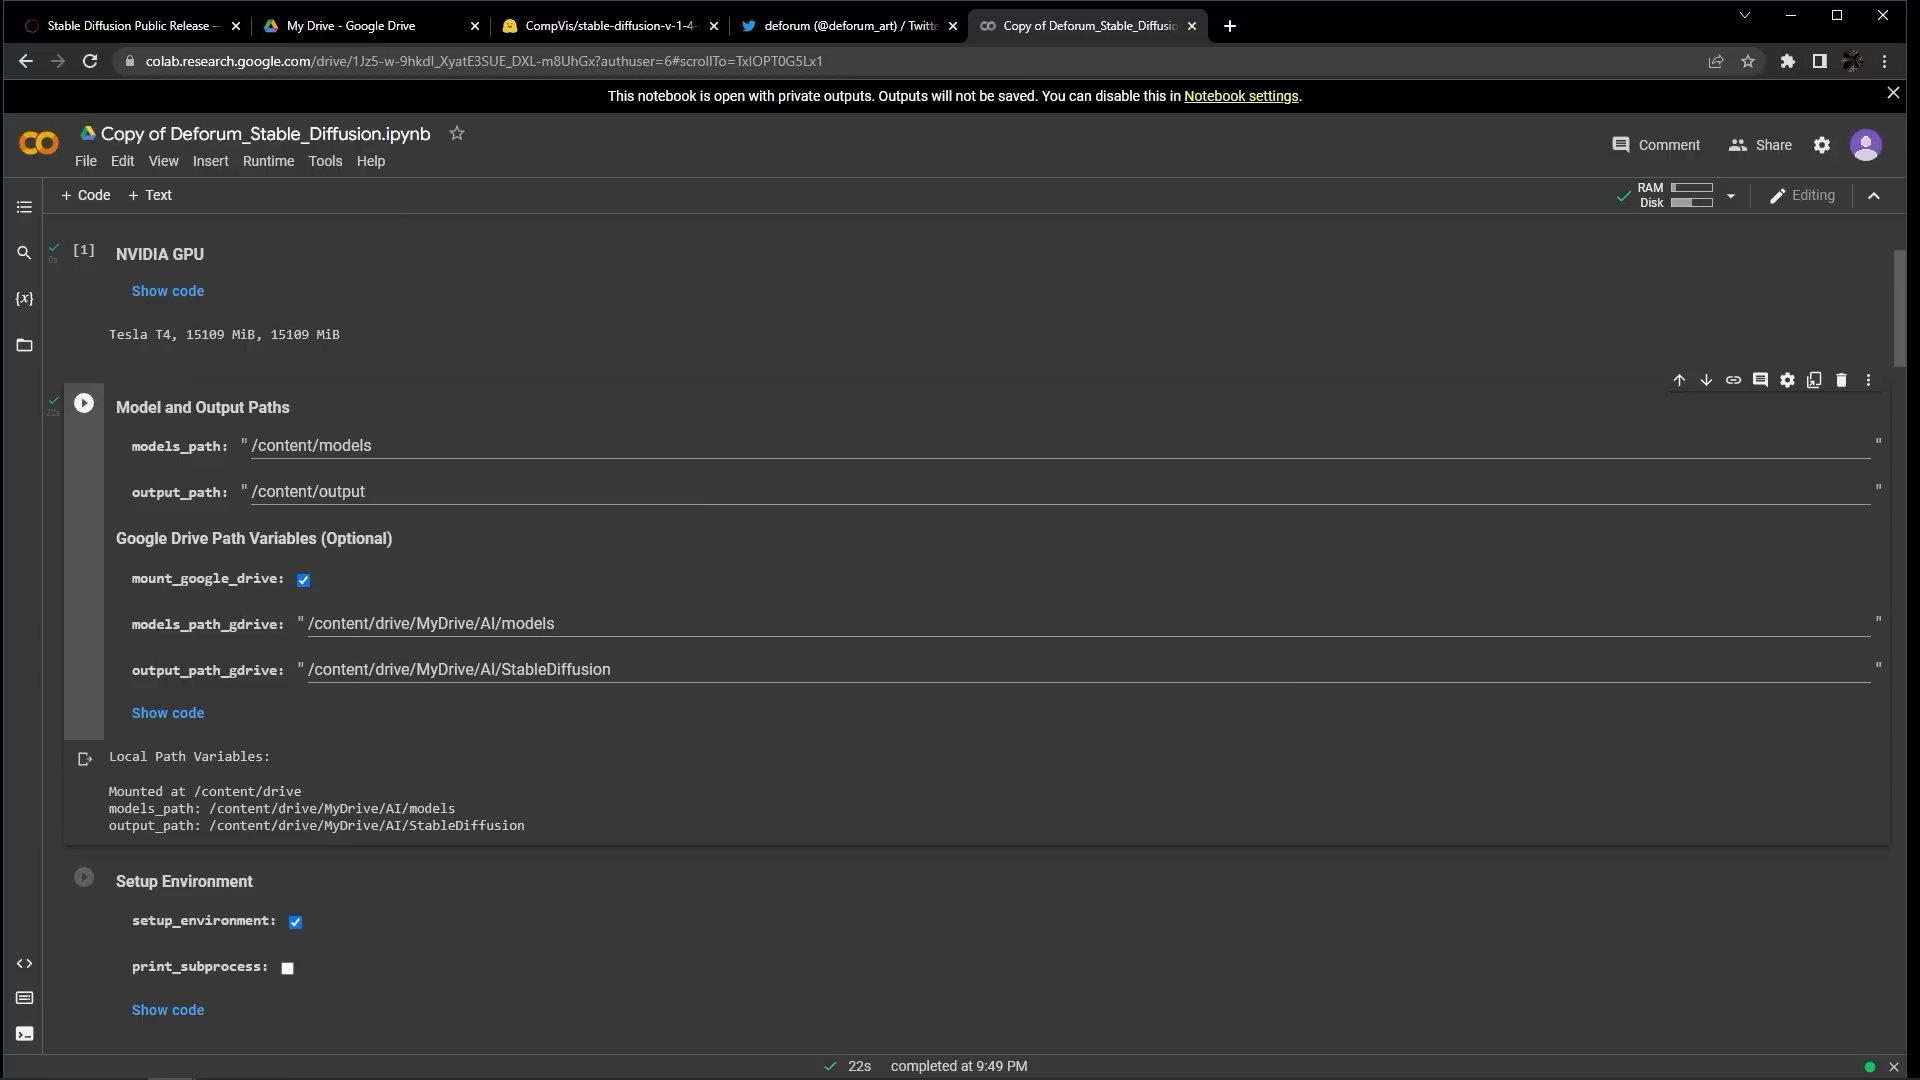 Stable Diffusion Public Release —
My Drive - Google Drive
CompVis/stable-diffusion-v-1-4-
deforum (@deforum_art) / Twitte
Copy of Deforum_Stable_Diffusio
colab.research.google.com/drive/1Jz5-w-9hkdI_XyatE3SUE_DXL-m8UhGx?authuser=6#scrollTo=TxIOPT0G5Lx1
This notebook is open with private outputs. Outputs will not be saved. You can disable this in Notebook settings.
Copy of Deforum_Stable_Diffusion.ipynb
Comment
Share
File Edit View Insert Runtime Tools Help
+ Code + Text
RAM
Disk
Editing
[1] NVIDIA GPU
0s
Show code
Tesla T4, 15109 MiB, 15109 MiB
Model and Output Paths
22s
models_path: " /content/models "
output_path: " /content/output "
Google Drive Path Variables (Optional)
mount_google_drive:
models_path_gdrive: " /content/drive/MyDrive/AI/models "
output_path_gdrive: " /content/drive/MyDrive/AI/StableDiffusion "
Show code
Local Path Variables:
Mounted at /content/drive
models_path: /content/drive/MyDrive/AI/models
output_path: /content/drive/MyDrive/AI/StableDiffusion
Setup Environment
setup_environment:
print_subprocess:
Show code
22s completed at 9:49 PM